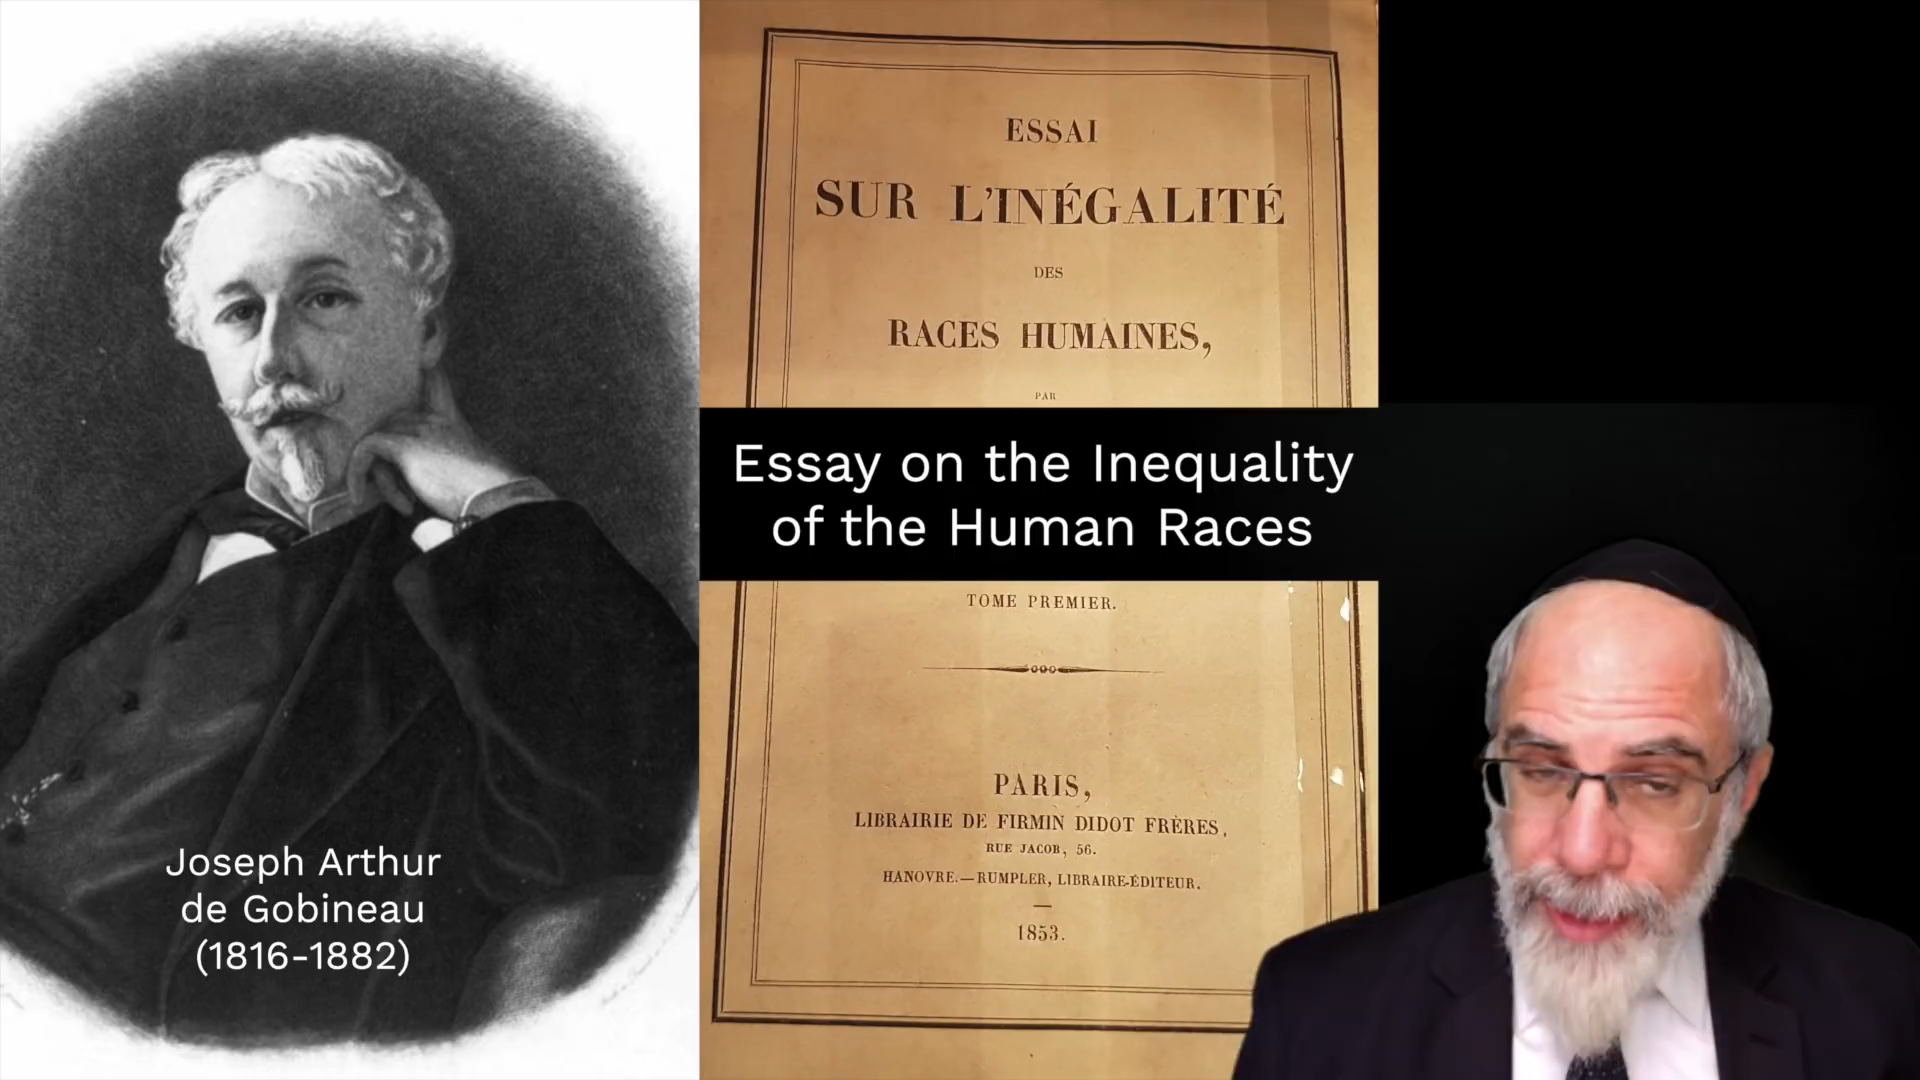 Joseph Arthur
de Gobineau
(1816-1882)
ESSAI
SUR L'INÉGALITÉ
DES
RACES HUMAINES,
PAR
Essay on the Inequality
of the Human Races
TOME PREMIER.
PARIS,
LIBRAIRIE DE FIRMIN DIDOT FRÈRES,
RUE JACOB, 56.
HANOVRE.—RUMPLER, LIBRAIRE-ÉDITEUR.
1853.